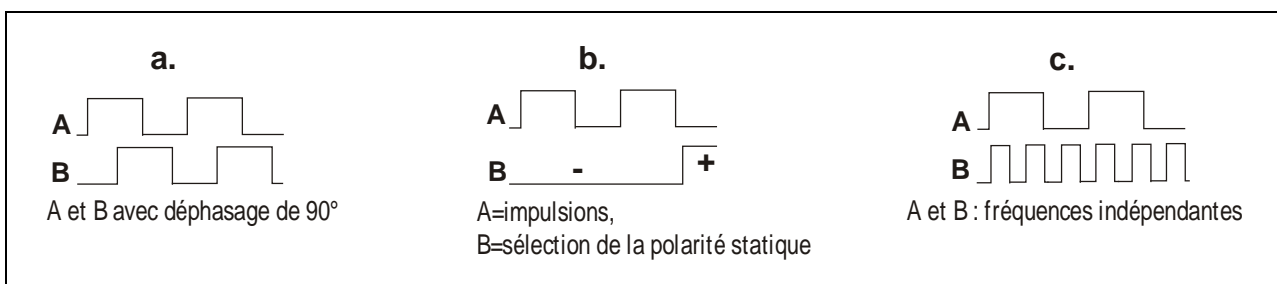 a.
A
B
A et B avec déphasage de 90°
b.
A
B - +
A=impulsions,
B=sélection de la polarité statique
c.
A
B
A et B : fréquences indépendantes